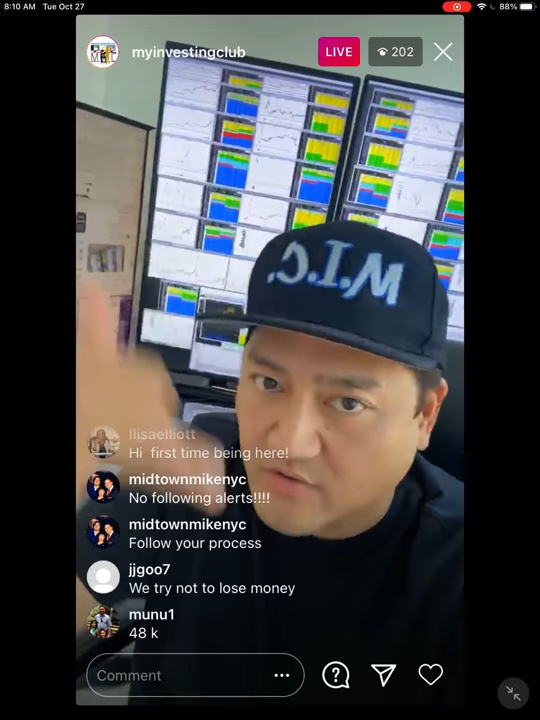 8:10 AM Tue Oct 27
88%
myinvestingclub
LIVE
202
M.I.C.
llisaelliott
Hi first time being here!
midtownmikenyc
No following alerts!!!!
midtownmikenyc
Follow your process
jjgoo7
We try not to lose money
munu1
48 k
Comment